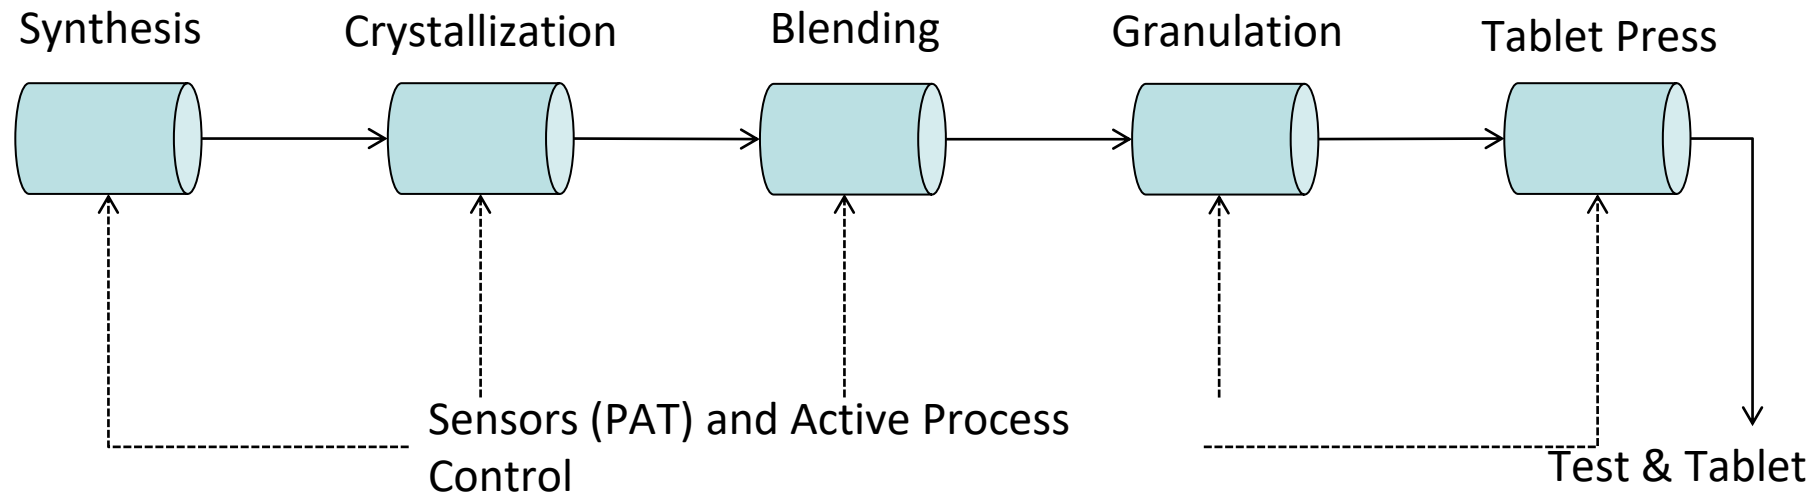 Synthesis
Crystallization
Blending
Granulation
Tablet Press
Sensors (PAT) and Active Process
Control
Test & Tablet